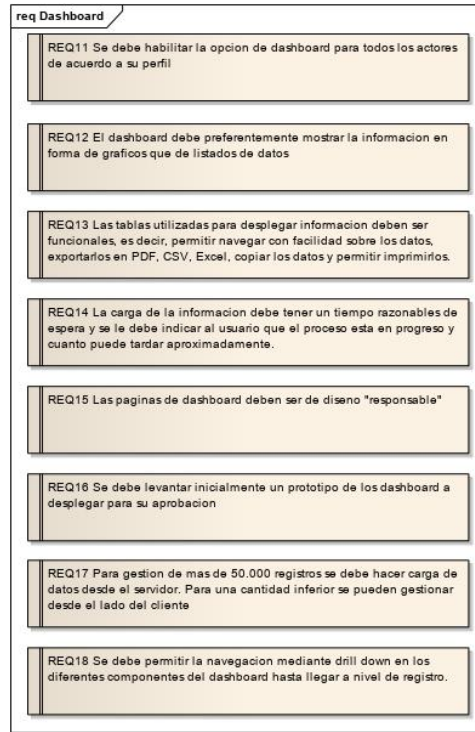 req Dashboard
REQ11 Se debe habilitar la opcion de dashboard para todos los actores
de acuerdo a su perfil
REQ12 El dashboard debe preferentemente mostrar la informacion en
forma de graficos que de listados de datos
REQ13 Las tablas utilizadas para desplegar informacion deben ser
funcionales, es decir, permitir navegar con facilidad sobre los datos,
exportarlos en PDF, CSV, Excel, copiar los datos y permitir imprimirlos.
REQ14 La carga de la informacion debe tener un tiempo razonables de
espera y se le debe indicar al usuario que el proceso esta en progreso y
cuanto puede tardar aproximadamente.
REQ15 Las paginas de dashboard deben ser de diseno "responsable"
REQ16 Se debe levantar inicialmente un prototipo de los dashboard a
desplegar para su aprobacion
REQ17 Para gestion de mas de 50.000 registros se debe hacer carga de
datos desde el servidor. Para una cantidad inferior se pueden gestionar
desde el lado del cliente
REQ18 Se debe permitir la navegacion mediante drill down en los
diferentes componentes del dashboard hasta llegar a nivel de registro.